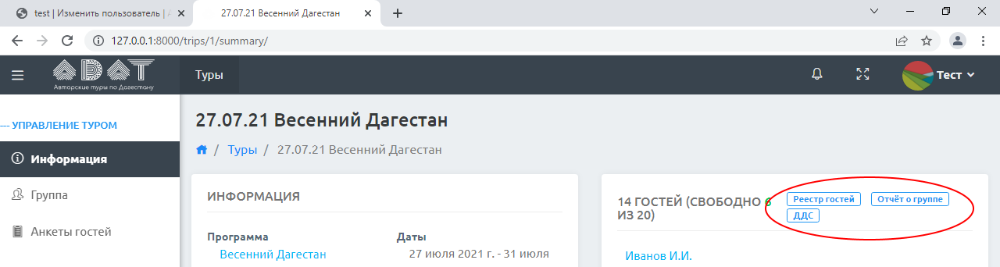 test | Изменить пользователь |
27.07.21 Весенний Дагестан
127.0.0.1:8000/trips/1/summary/
АДАТ
Авторские туры по Дагестану
Туры
Тест
УПРАВЛЕНИЕ ТУРОМ
27.07.21 Весенний Дагестан
/ Туры / 27.07.21 Весенний Дагестан
Информация
Группа
Анкеты гостей
ИНФОРМАЦИЯ
Программа Даты
Весенний Дагестан 27 июля 2021 г. - 31 июля
14 ГОСТЕЙ (СВОБОДНО 6
ИЗ 20)
Реестр гостей Отчёт о группе
ДДС
Иванов И.И.